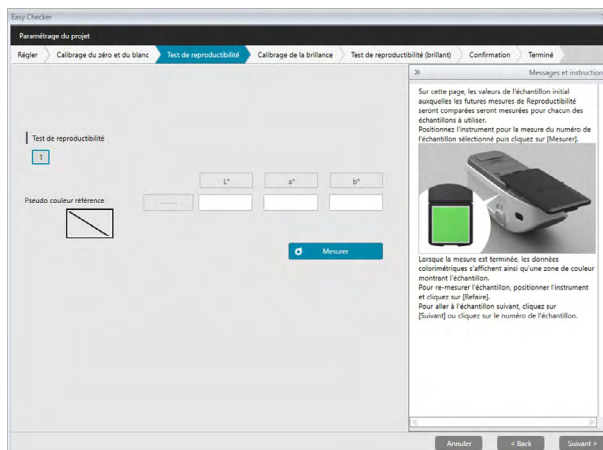 Easy Checker
Paramétrage du projet
Régler
Calibrage du zéro et du blanc
Test de reproductibilité
Calibrage de la brillance
Test de reproductibilité (brillant)
Confirmation
Terminé
Test de reproductibilité
1
L* a* b*
Pseudo couleur référence ......
Mesurer
» Messages et instruction
Sur cette page, les valeurs de l'échantillon initial
auxquelles les futures mesures de Reproductibilité
seront comparées seront mesurées pour chacun des
échantillons à utiliser.
Positionnez l'instrument pour la mesure du numéro de
l'échantillon sélectionné puis cliquez sur [Mesurer].
Lorsque la mesure est terminée, les données
colorimétriques s'affichent ainsi qu'une zone de couleur
montrant l'échantillon.
Pour re-mesurer l'échantillon, positionner l'instrument
et cliquez sur [Refaire].
Pour aller à l'échantillon suivant, cliquez sur
[Suivant] ou cliquez sur le numéro de l'échantillon.
Annuler < Back Suivant >